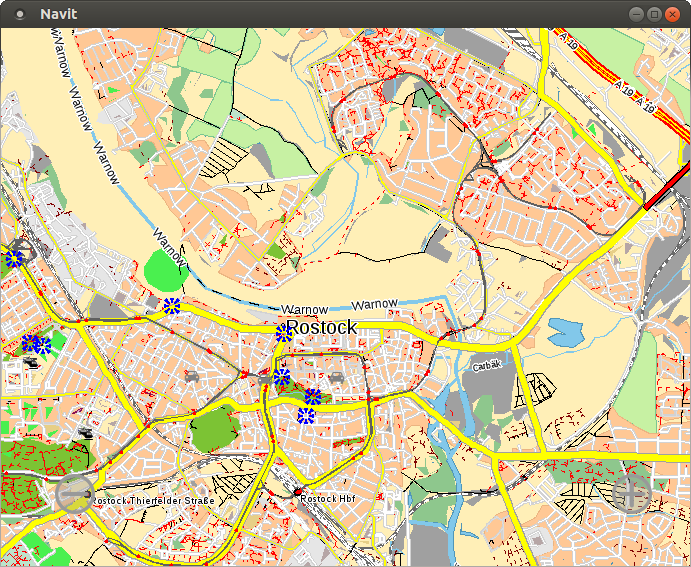 Navit
Warnow
A 19
A 19 A 19
Warnow
Warnow
Warnow
Warnow
Warnow
Rostock
Carbäk
Rostock Thierfelder Straße
Rostock Hbf